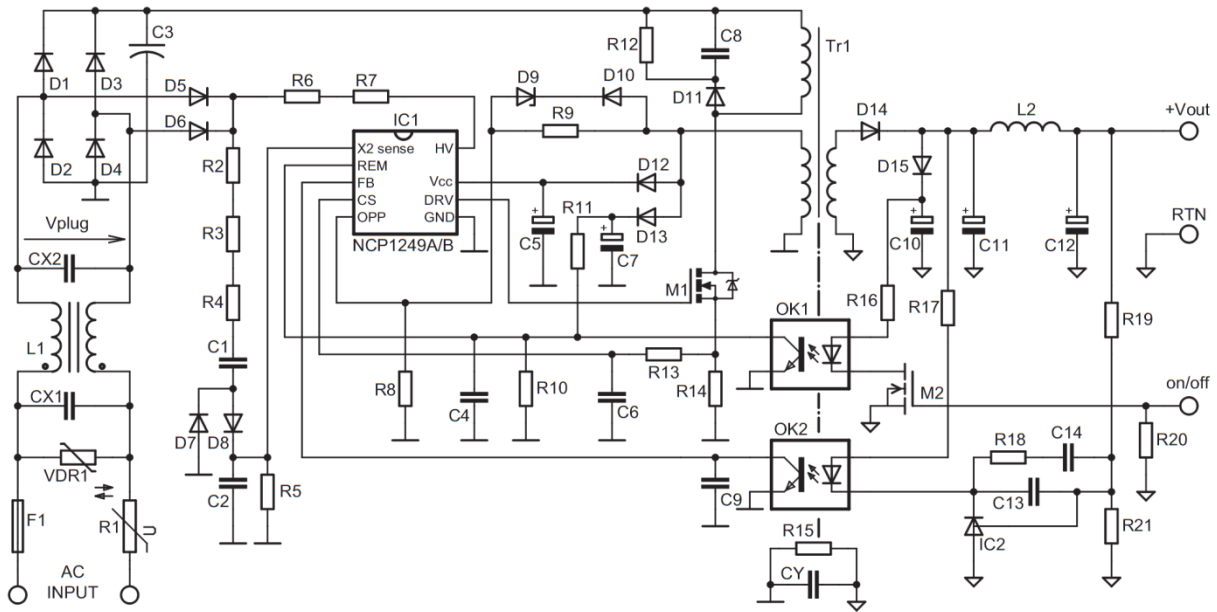 C3
D1
D3
D5
D6
D2
D4
R6
R7
R2
R3
R4
C1
D7
D8
C2
R5
Vplug
CX2
L1
CX1
VDR1
F1
R1
U
AC
INPUT
IC1
X2 sense
HV
REM
FB
Vcc
CS
DRV
OPP
GND
NCP1249A/B
D9
D10
R9
R12
C8
D11
Tr1
D12
D13
R11
+
C5
+
C7
M1
R8
C4
R10
C6
R13
R14
C9
OK1
OK2
R15
CY
D14
D15
+
C10
+
C11
L2
+
C12
+Vout
RTN
R16
R17
R19
M2
on/off
R20
R18
C14
C13
IC2
R21